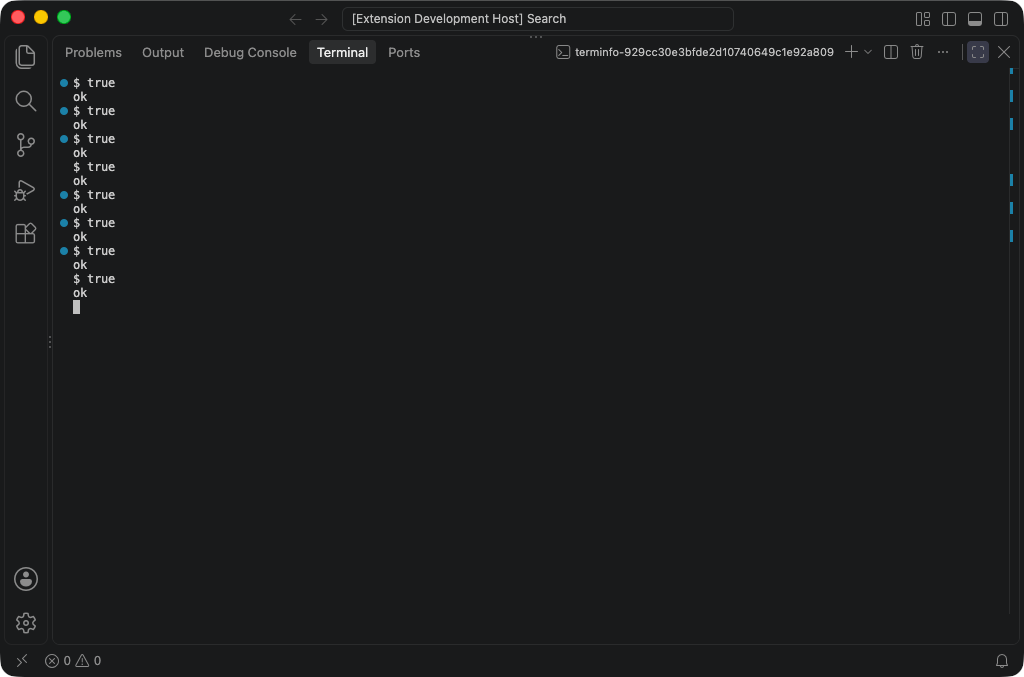 [Extension Development Host] Search
Problems Output Debug Console Terminal Ports terminfo-929cc30e3bfde2d10740649c1e92a809
$ true
ok
$ true
ok
$ true
ok
$ true
ok
$ true
ok
$ true
ok
$ true
ok
$ true
ok
0 0